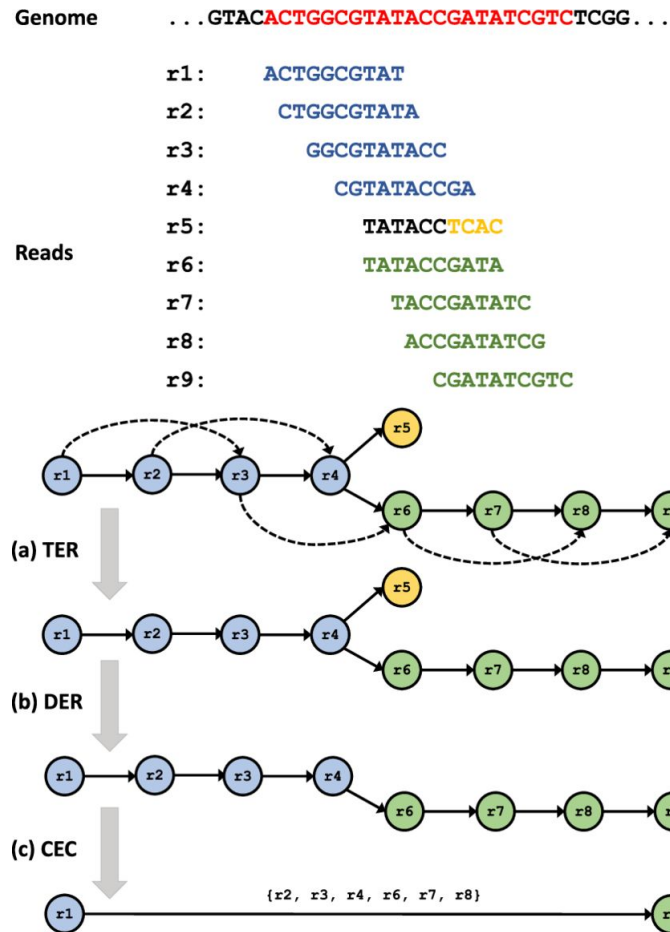 Genome ...GTACACTGGCGTATACCGATATCGTCTCGG...
r1: ACTGGCGTAT
r2: CTGGCGTATA
r3: GGCGTATACC
r4: CGTATACCGA
r5: TATACCTCAC
Reads
r6: TATACCGATA
r7: TACCGATATC
r8: ACCGATATCG
r9: CGATATCGTC
r5
r1 r2 r3 r4
r6 r7 r8 r
(a) TER
r5
r1 r2 r3 r4
r6 r7 r8 r
(b) DER
r1 r2 r3 r4
r6 r7 r8 r
(c) CEC
{r2, r3, r4, r6, r7, r8}
r1 r